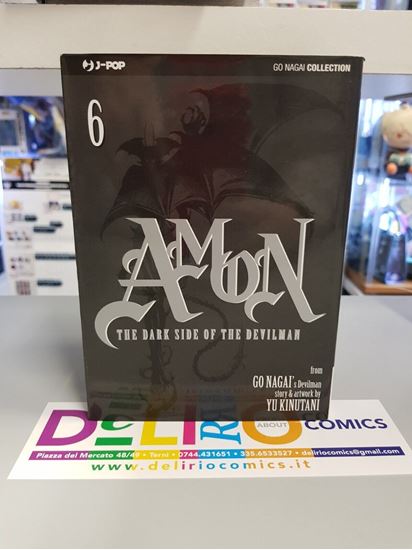 J-POP
GO NAGAI COLLECTION
6
AMON
THE DARK SIDE OF THE DEVILMAN
from
GO NAGAI's Devilman
story & artwork by
YU KINUTANI
DELIRIO ABOUT COMICS
Piazza del Mercato 48/49 • Terni • 0744.431651 • 335.6533527 • deliriocomics@gmail.com
www.deliriocomics.it